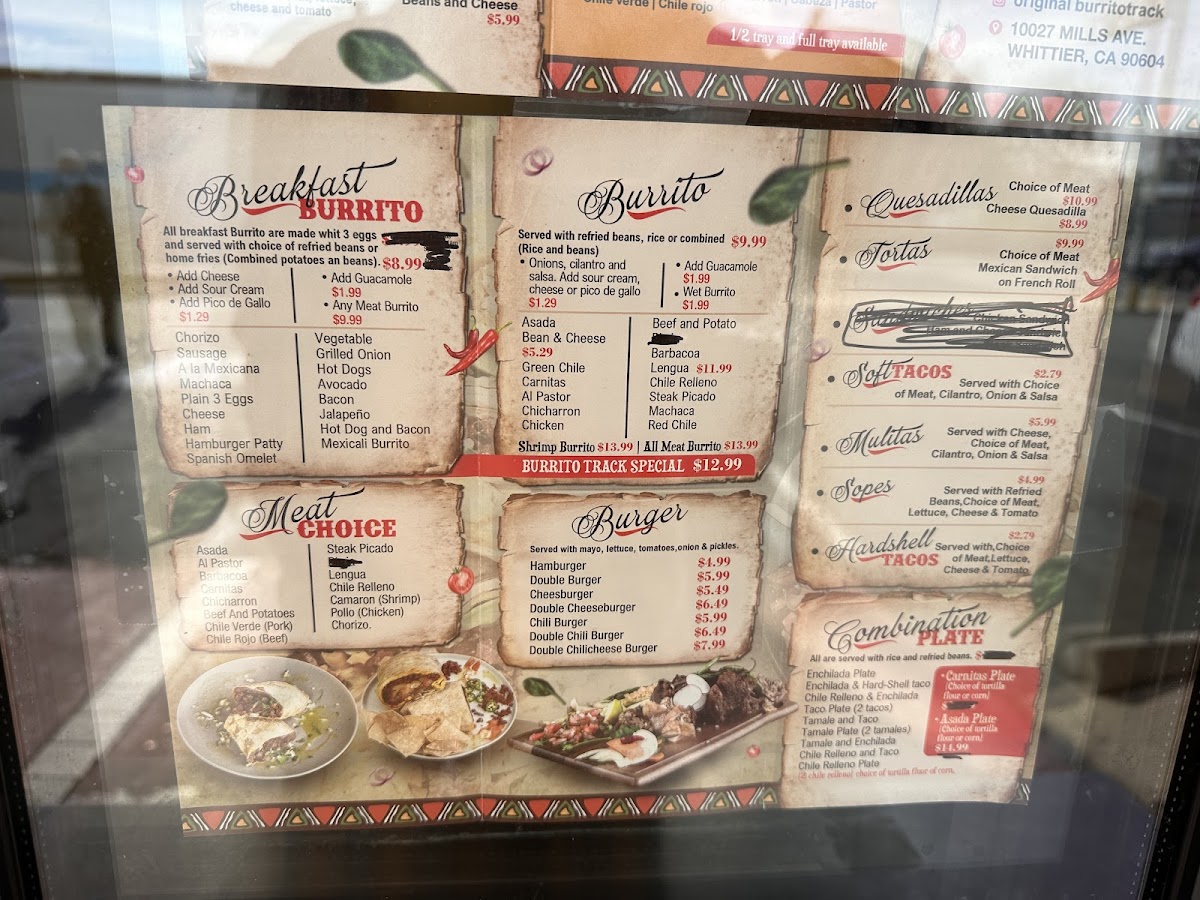 cheese and tomato
Beans and Cheese
$5.99
Chile verde | Chile rojo
Pastor
1/2 tray and full tray available
original burritotrack
10027 MILLS AVE.
WHITTIER, CA 90604
Breakfast
BURRITO
All breakfast Burrito are made whit 3 eggs
and served with choice of refried beans or
home fries (Combined potatoes an beans). $8.99
• Add Cheese
• Add Sour Cream
• Add Pico de Gallo
$1.29
• Add Guacamole
$1.99
• Any Meat Burrito
$9.99
Chorizo
Sausage
A la Mexicana
Machaca
Plain 3 Eggs
Cheese
Ham
Hamburger Patty
Spanish Omelet
Vegetable
Grilled Onion
Hot Dogs
Avocado
Bacon
Jalapeño
Hot Dog and Bacon
Mexicali Burrito
Burrito
Served with refried beans, rice or combined $9.99
(Rice and beans)
• Onions, cilantro and
salsa. Add sour cream,
cheese or pico de gallo
$1.29
• Add Guacamole
$1.99
• Wet Burrito
$1.99
Asada
Bean & Cheese
$5.29
Green Chile
Carnitas
Al Pastor
Chicharron
Chicken
Beef and Potato
Barbacoa
Lengua $11.99
Chile Relleno
Steak Picado
Machaca
Red Chile
Shrimp Burrito $13.99 | All Meat Burrito $13.99
BURRITO TRACK SPECIAL $12.99
• Quesadillas
Choice of Meat
$10.99
Cheese Quesadilla
$8.99
• Tortas
$9.99
Choice of Meat
Mexican Sandwich
on French Roll
• Sandwiches Chicken Sandwich
• Soft TACOS
$2.79
Served with Choice
of Meat, Cilantro, Onion & Salsa
• Mulitas
$5.99
Served with Cheese,
Choice of Meat,
Cilantro, Onion & Salsa
• Sopes
$4.99
Served with Refried
Beans,Choice of Meat,
Lettuce, Cheese & Tomato
• Hardshell
TACOS
$2.79
Served with,Choice
of Meat,Lettuce,
Cheese & Tomato
Meat
CHOICE
Asada
Al Pastor
Barbacoa
Carnitas
Chicharron
Beef And Potatoes
Chile Verde (Pork)
Chile Rojo (Beef)
Steak Picado
Lengua
Chile Relleno
Camaron (Shrimp)
Pollo (Chicken)
Chorizo.
Burger
Served with mayo, lettuce, tomatoes,onion & pickles.
Hamburger $4.99
Double Burger $5.99
Cheesburger $5.49
Double Cheeseburger $6.49
Chili Burger $5.99
Double Chili Burger $6.49
Double Chilicheese Burger $7.99
Combination
PLATE
All are served with rice and refried beans. $
Enchilada Plate
Enchilada & Hard-Shell taco
Chile Relleno & Enchilada
Taco Plate (2 tacos)
Tamale and Taco
Tamale Plate (2 tamales)
Tamale and Enchilada
Chile Relleno and Taco
Chile Relleno Plate
(2 chile rellenol choice of tortilla flour of corn,
• Carnitas Plate
(Choice of tortilla
flour or corn)
$
• Asada Plate
(Choice of tortilla
flour or corn)
$14.99